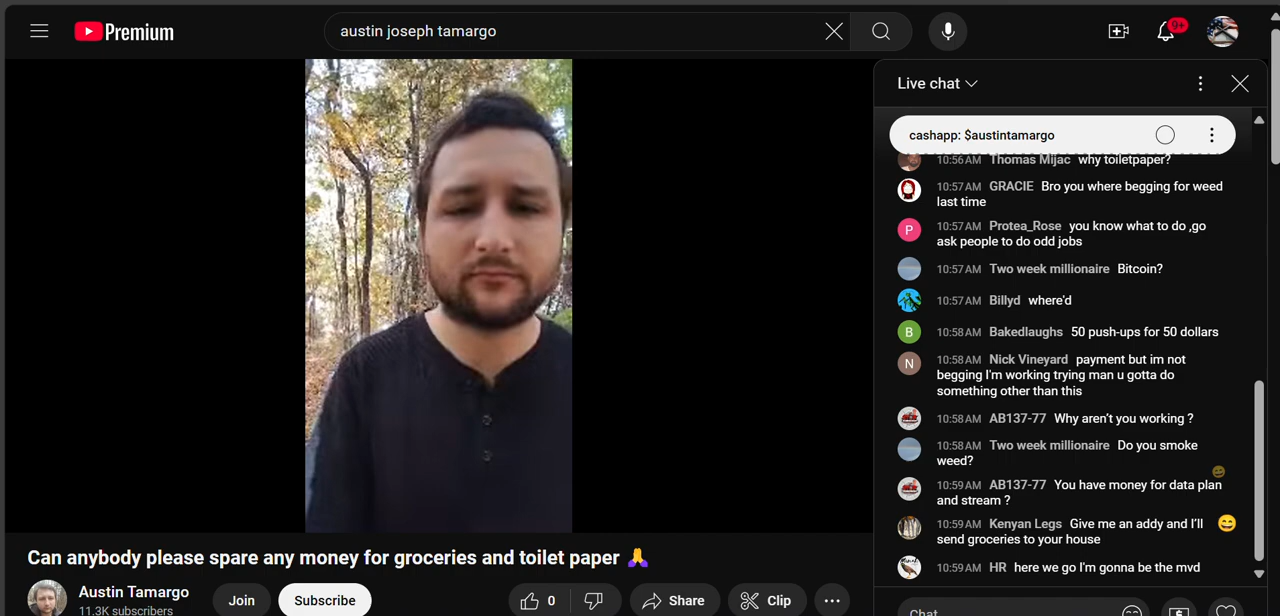 Premium
austin joseph tamargo
9+
Live chat
cashapp: $austintamargo
10:56 AM Thomas Mijac why toiletpaper?
10:57 AM GRACIE Bro you where begging for weed
last time
P
10:57 AM Protea_Rose you know what to do ,go
ask people to do odd jobs
10:57 AM Two week millionaire Bitcoin?
10:57 AM Billyd where'd
B
10:58 AM Bakedlaughs 50 push-ups for 50 dollars
N
10:58 AM Nick Vineyard payment but im not
begging I'm working trying man u gotta do
something other than this
10:58 AM AB137-77 Why aren't you working ?
10:58 AM Two week millionaire Do you smoke
weed?
10:59 AM AB137-77 You have money for data plan
and stream ?
10:59 AM Kenyan Legs Give me an addy and I'll
send groceries to your house
10:59 AM HR here we go I'm gonna be the mvd
Can anybody please spare any money for groceries and toilet paper 🙏
Austin Tamargo
11.3K subscribers
Join
Subscribe
0
Share
Clip
Chat